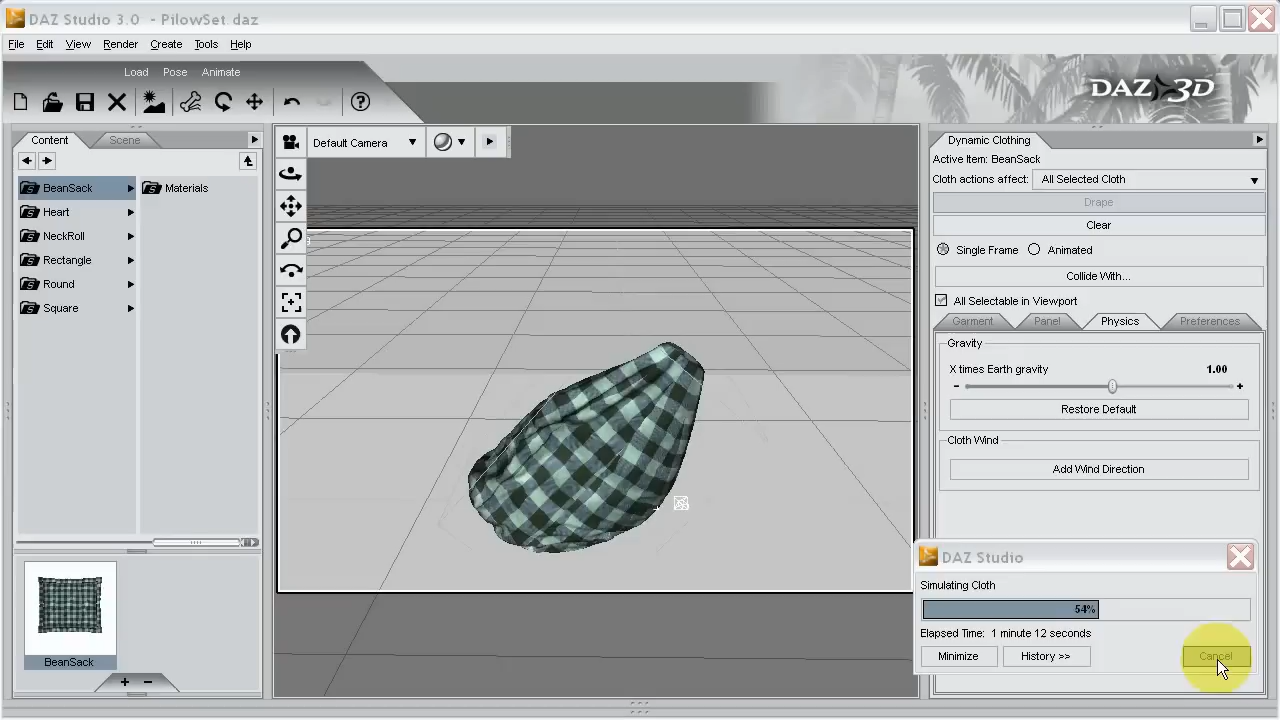 DAZ Studio 3.0 - PilowSet.daz
File Edit View Render Create Tools Help
Load Pose Animate
DAZ 3D
Content Scene
BeanSack
Heart
NeckRoll
Rectangle
Round
Square
Materials
BeanSack
Default Camera
Dynamic Clothing
Active Item: BeanSack
Cloth actions affect: All Selected Cloth
Drape
Clear
Single Frame Animated
Collide With...
All Selectable in Viewport
Garment Panel Physics Preferences
Gravity
X times Earth gravity 1.00
- +
Restore Default
Cloth Wind
Add Wind Direction
DAZ Studio
Simulating Cloth
54%
Elapsed Time: 1 minute 12 seconds
Minimize History >> Cancel